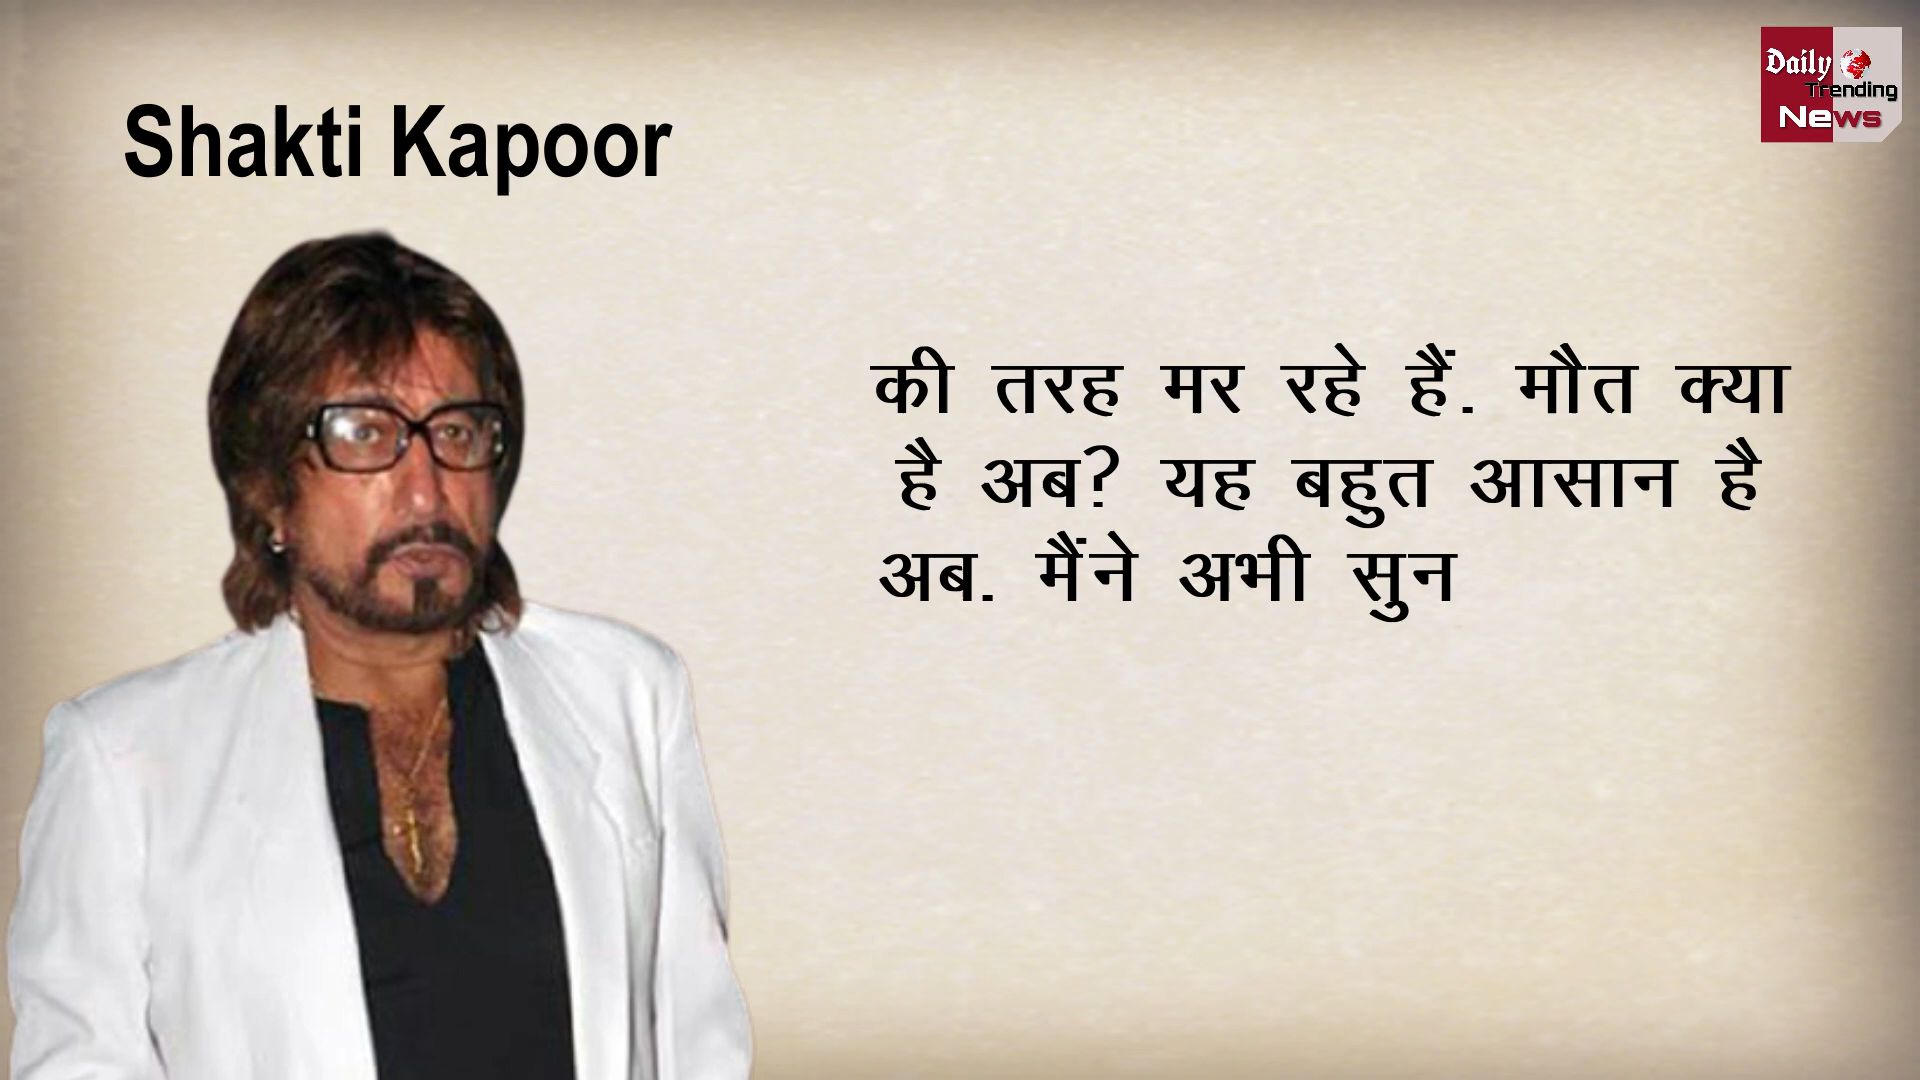 Shakti Kapoor
Daily
Trending
News
की तरह मर रहे हैं. मौत क्या
है अब? यह बहुत आसान है
अब. मैंने अभी सुन